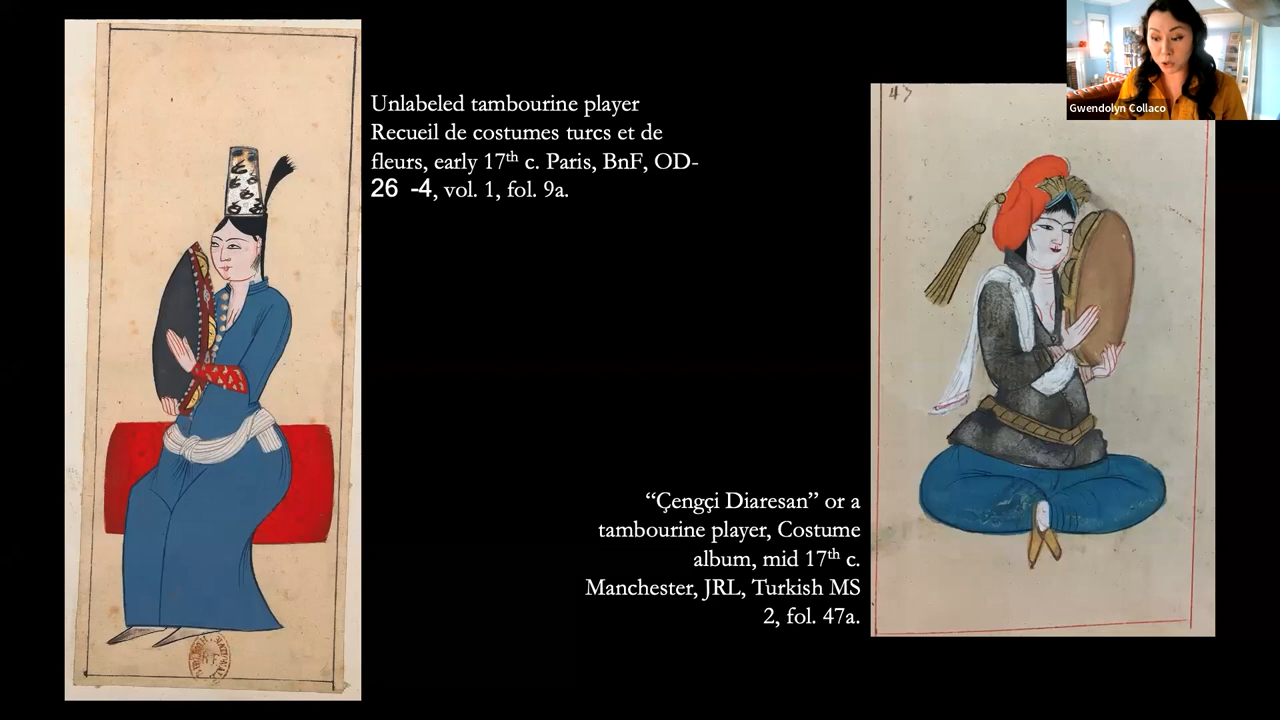 Unlabeled tambourine player
Recueil de costumes turcs et de
fleurs, early 17th c. Paris, BnF, OD-
26 -4, vol. 1, fol. 9a.
47
Gwendolyn Collaco
“Çengçi Diaresan” or a
tambourine player, Costume
album, mid 17th c.
Manchester, JRL, Turkish MS
2, fol. 47a.